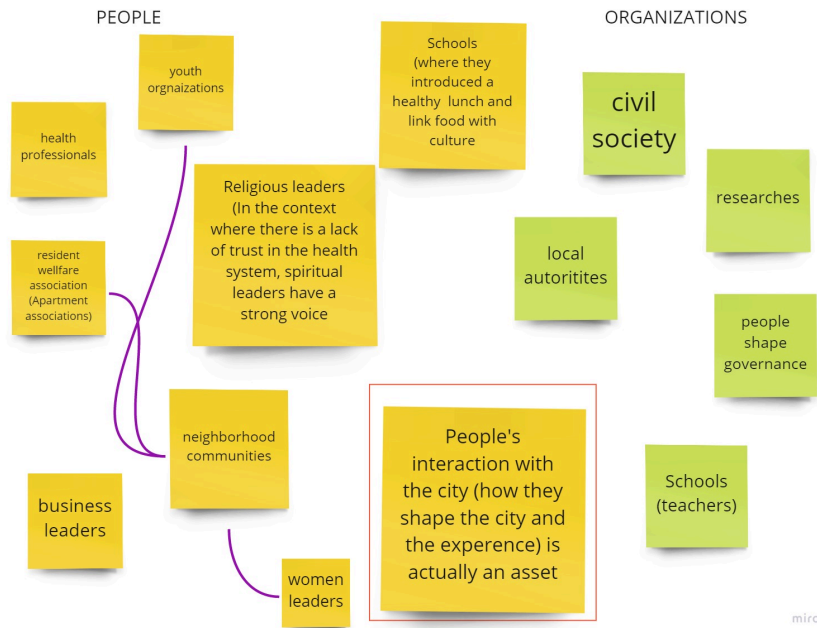 PEOPLE
ORGANIZATIONS
youth
orgnaizations
health
professionals
Schools
(where they
introduced a
healthy lunch and
link food with
culture
civil
society
researches
Religious leaders
(In the context
where there is a lack
of trust in the health
system, spiritual
leaders have a
strong voice
resident
wellfare
association
(Apartment
associations)
local
autoritites
people
shape
governance
neighborhood
communities
People's
interaction with
the city (how they
shape the city and
the experence) is
actually an asset
business
leaders
Schools
(teachers)
women
leaders
miro